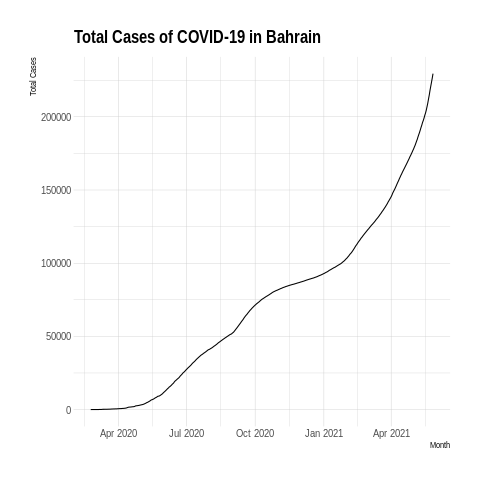 Total Cases of COVID-19 in Bahrain
Total Cases
200000
150000
100000
50000
0
Apr 2020 Jul 2020 Oct 2020 Jan 2021 Apr 2021
Month